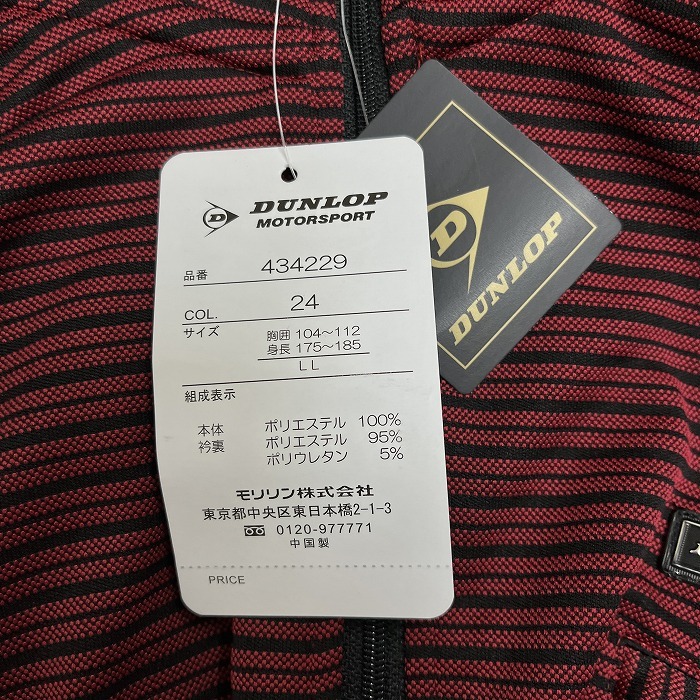 D
DUNLOP
MOTORSPORT
品番 434229
COL. 24
サイズ 胸囲 104〜112
身長 175〜185
LL
組成表示
本体 ポリエステル 100%
衿裏 ポリエステル 95%
ポリウレタン 5%
モリリン株式会社
東京都中央区東日本橋2-1-3
0120-977771
中国製
PRICE
D
DUNLOP